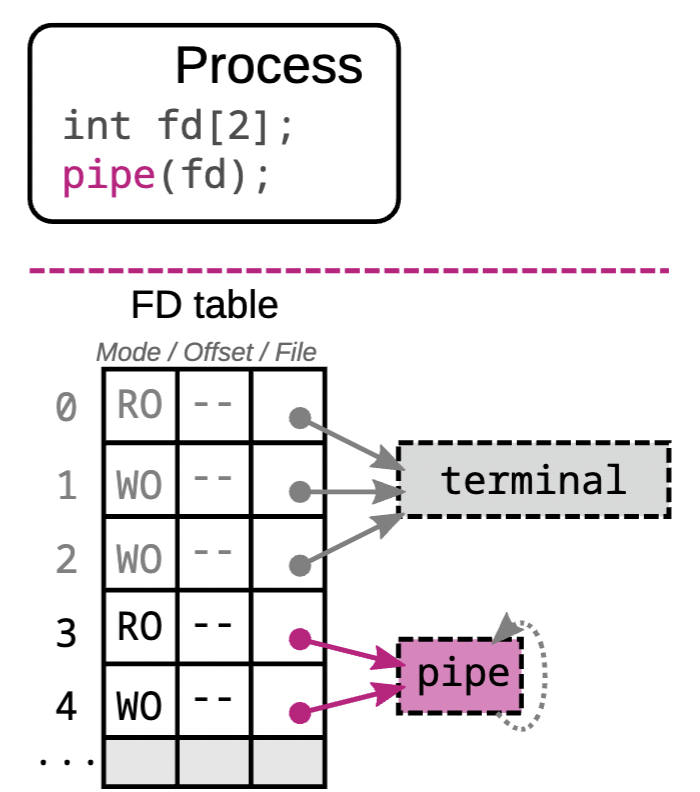 Process
int fd[2];
pipe(fd);
FD table
Mode / Offset / File
0 RO --
1 WO -- terminal
2 WO --
3 RO --
pipe
4 WO --
...